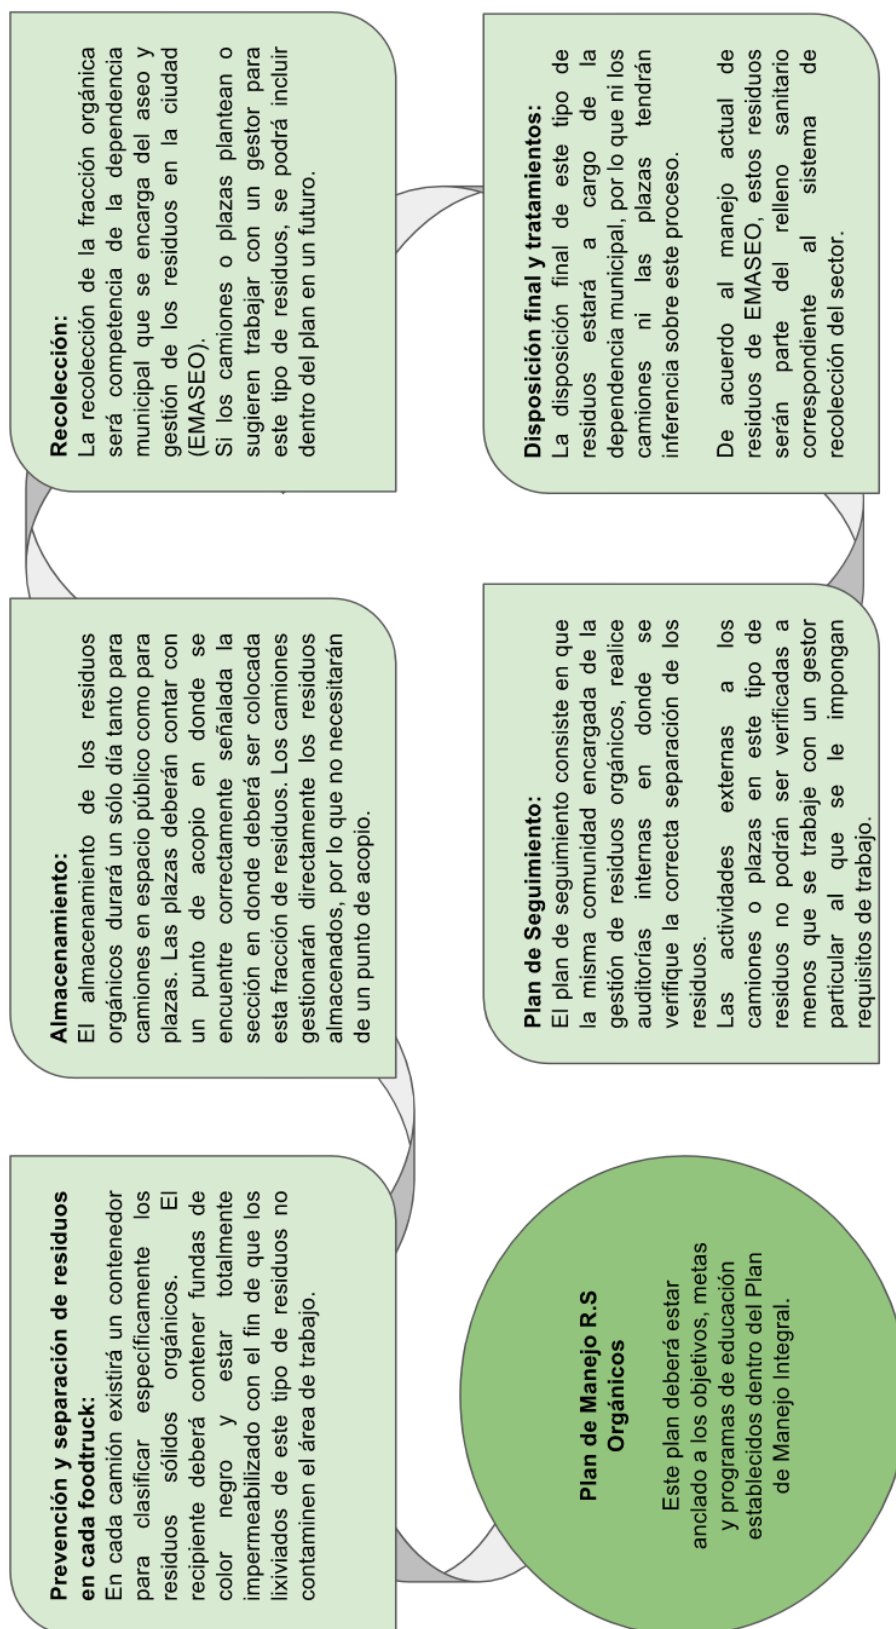 Prevención y separación de residuos
en cada foodtruck:
En cada camión existirá un contenedor
para clasificar específicamente los
residuos sólidos orgánicos. El
recipiente deberá contener fundas de
color negro y estar totalmente
impermeabilizado con el fin de que los
lixiviados de este tipo de residuos no
contaminen el área de trabajo.
Almacenamiento:
El almacenamiento de los residuos
orgánicos durará un sólo día tanto para
camiones en espacio público como para
plazas. Las plazas deberán contar con
un punto de acopio en donde se
encuentre correctamente señalada la
sección en donde deberá ser colocada
esta fracción de residuos. Los camiones
gestionarán directamente los residuos
almacenados, por lo que no necesitarán
de un punto de acopio.
Recolección:
La recolección de la fracción orgánica
será competencia de la dependencia
municipal que se encarga del aseo y
gestión de los residuos en la ciudad
(EMASEO).
Si los camiones o plazas plantean o
sugieren trabajar con un gestor para
este tipo de residuos, se podrá incluir
dentro del plan en un futuro.
Plan de Manejo R.S
Orgánicos
Este plan deberá estar
anclado a los objetivos, metas
y programas de educación
establecidos dentro del Plan
de Manejo Integral.
Plan de Seguimiento:
El plan de seguimiento consiste en que
la misma comunidad encargada de la
gestión de residuos orgánicos, realice
auditorías internas en donde se
verifique la correcta separación de los
residuos.
Las actividades externas a los
camiones o plazas en este tipo de
residuos no podrán ser verificadas a
menos que se trabaje con un gestor
particular al que se le impongan
requisitos de trabajo.
Disposición final y tratamientos:
La disposición final de este tipo de
residuos estará a cargo de la
dependencia municipal, por lo que ni los
camiones ni las plazas tendrán
inferencia sobre este proceso.
De acuerdo al manejo actual de
residuos de EMASEO, estos residuos
serán parte del relleno sanitario
correspondiente al sistema de
recolección del sector.